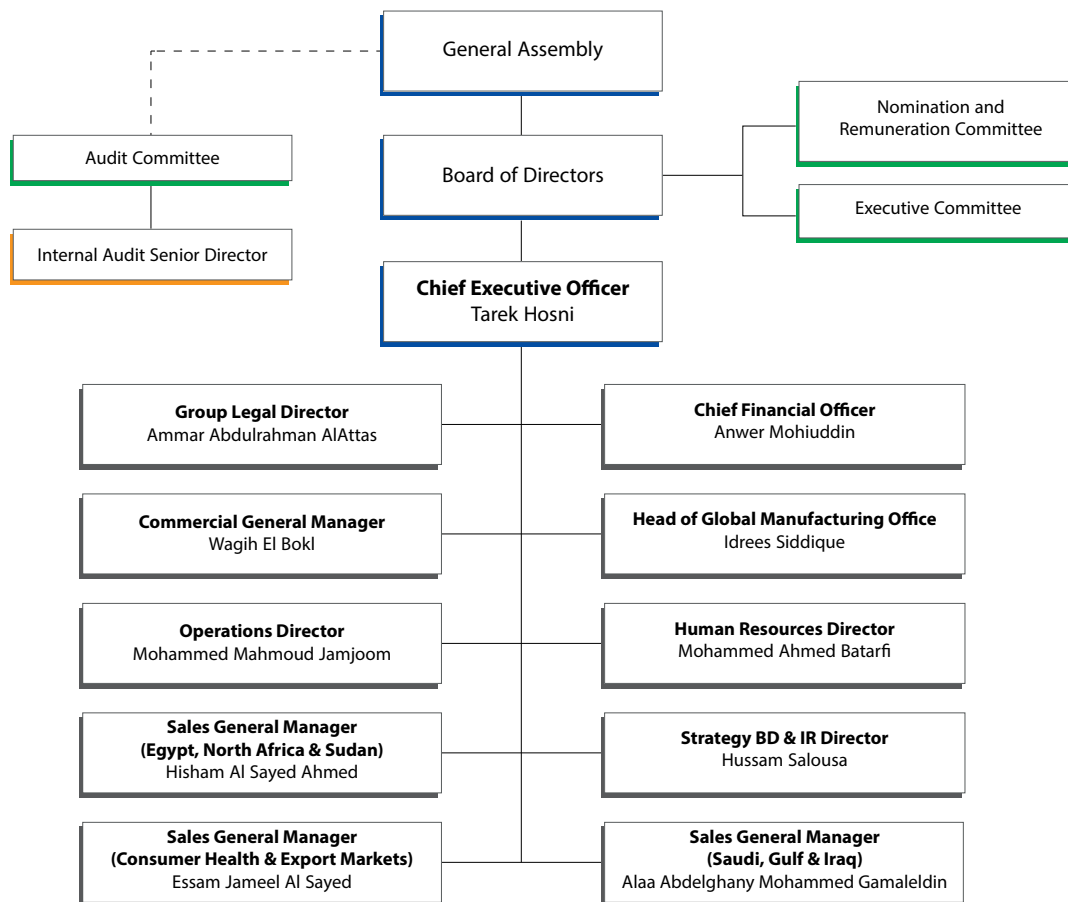 General Assembly
Nomination and
Remuneration Committee
Audit Committee
Board of Directors
Executive Committee
Internal Audit Senior Director
Chief Executive Officer
Tarek Hosni
Group Legal Director
Ammar Abdulrahman AlAttas
Chief Financial Officer
Anwer Mohiuddin
Commercial General Manager
Wagih El Bokl
Head of Global Manufacturing Office
Idrees Siddique
Operations Director
Mohammed Mahmoud Jamjoom
Human Resources Director
Mohammed Ahmed Batarfi
Sales General Manager
(Egypt, North Africa & Sudan)
Hisham Al Sayed Ahmed
Strategy BD & IR Director
Hussam Salousa
Sales General Manager
(Consumer Health & Export Markets)
Essam Jameel Al Sayed
Sales General Manager
(Saudi, Gulf & Iraq)
Alaa Abdelghany Mohammed Gamaleldin